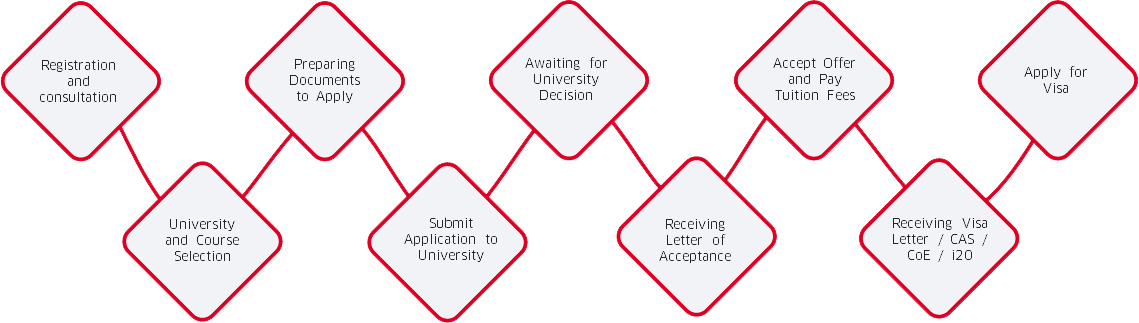 Registration
and
consultation
University
and Course
Selection
Preparing
Documents
to Apply
Submit
Application to
University
Awaiting for
University
Decision
Receiving
Letter of
Acceptance
Accept Offer
and Pay
Tuition Fees
Receiving Visa
Letter / CAS /
CoE / i20
Apply for
Visa